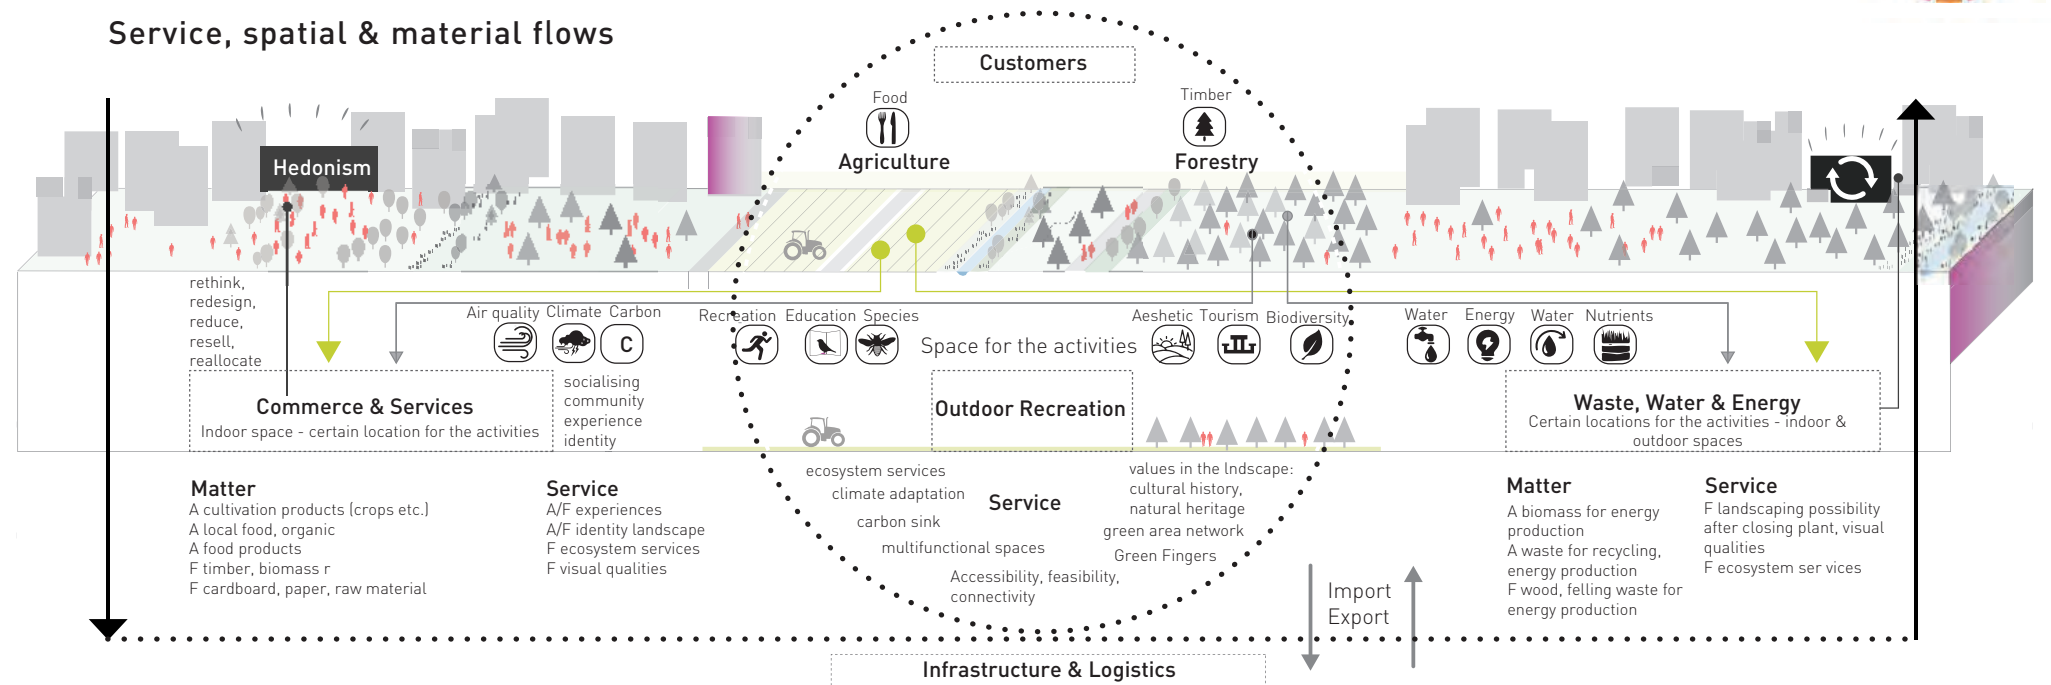 Service, spatial & material flows
Customers
Food
Timber
Agriculture
Forestry
Hedonism
rethink,
redesign,
reduce,
resell,
reallocate
Air quality
Climate
Carbon
C
Recreation
Education
Species
Space for the activities
Aeshetic
Tourism
Biodiversity
Water
Energy
Water
Nutrients
Commerce & Services
Indoor space - certain location for the activities
socialising
community
experience
identity
Outdoor Recreation
Waste, Water & Energy
Certain locations for the activities - indoor &
outdoor spaces
Matter
A cultivation products (crops etc.)
A local food, organic
A food products
F timber, biomass r
F cardboard, paper, raw material
Service
A/F experiences
A/F identity landscape
F ecosystem services
F visual qualities
ecosystem services
climate adaptation
carbon sink
multifunctional spaces
Service
Accessibility, feasibility,
connectivity
values in the lndscape:
cultural history,
natural heritage
green area network
Green Fingers
Import
Export
Matter
A biomass for energy
production
A waste for recycling,
energy production
F wood, felling waste for
energy production
Service
F landscaping possibility
after closing plant, visual
qualities
F ecosystem ser vices
Infrastructure & Logistics